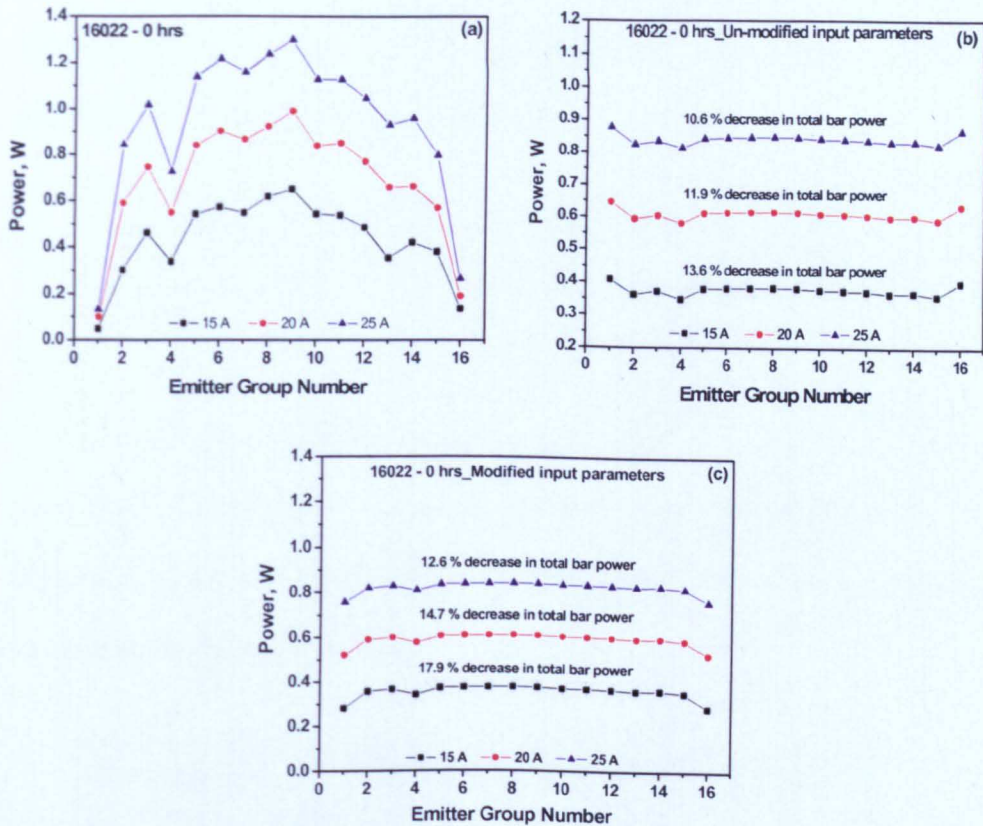 16022 - 0 hrs
(a)
Power, W
1.4
1.2
1.0
0.8
0.6
0.4
0.2
0.0
15 A
20 A
25 A
0 2 4 6 8 10 12 14 16
Emitter Group Number
16022 - 0 hrs_Un-modified input parameters
(b)
Power, W
1.2
1.1
1.0
0.9
0.8
0.7
0.6
0.5
0.4
0.3
0.2
10.6 % decrease in total bar power
11.9 % decrease in total bar power
13.6 % decrease in total bar power
15 A
20 A
25 A
0 2 4 6 8 10 12 14 16
Emitter Group Number
16022 - 0 hrs_Modified input parameters
(c)
Power, W
1.4
1.2
1.0
0.8
0.6
0.4
0.2
0.0
12.6 % decrease in total bar power
14.7 % decrease in total bar power
17.9 % decrease in total bar power
15 A
20 A
25 A
0 2 4 6 8 10 12 14 16
Emitter Group Number